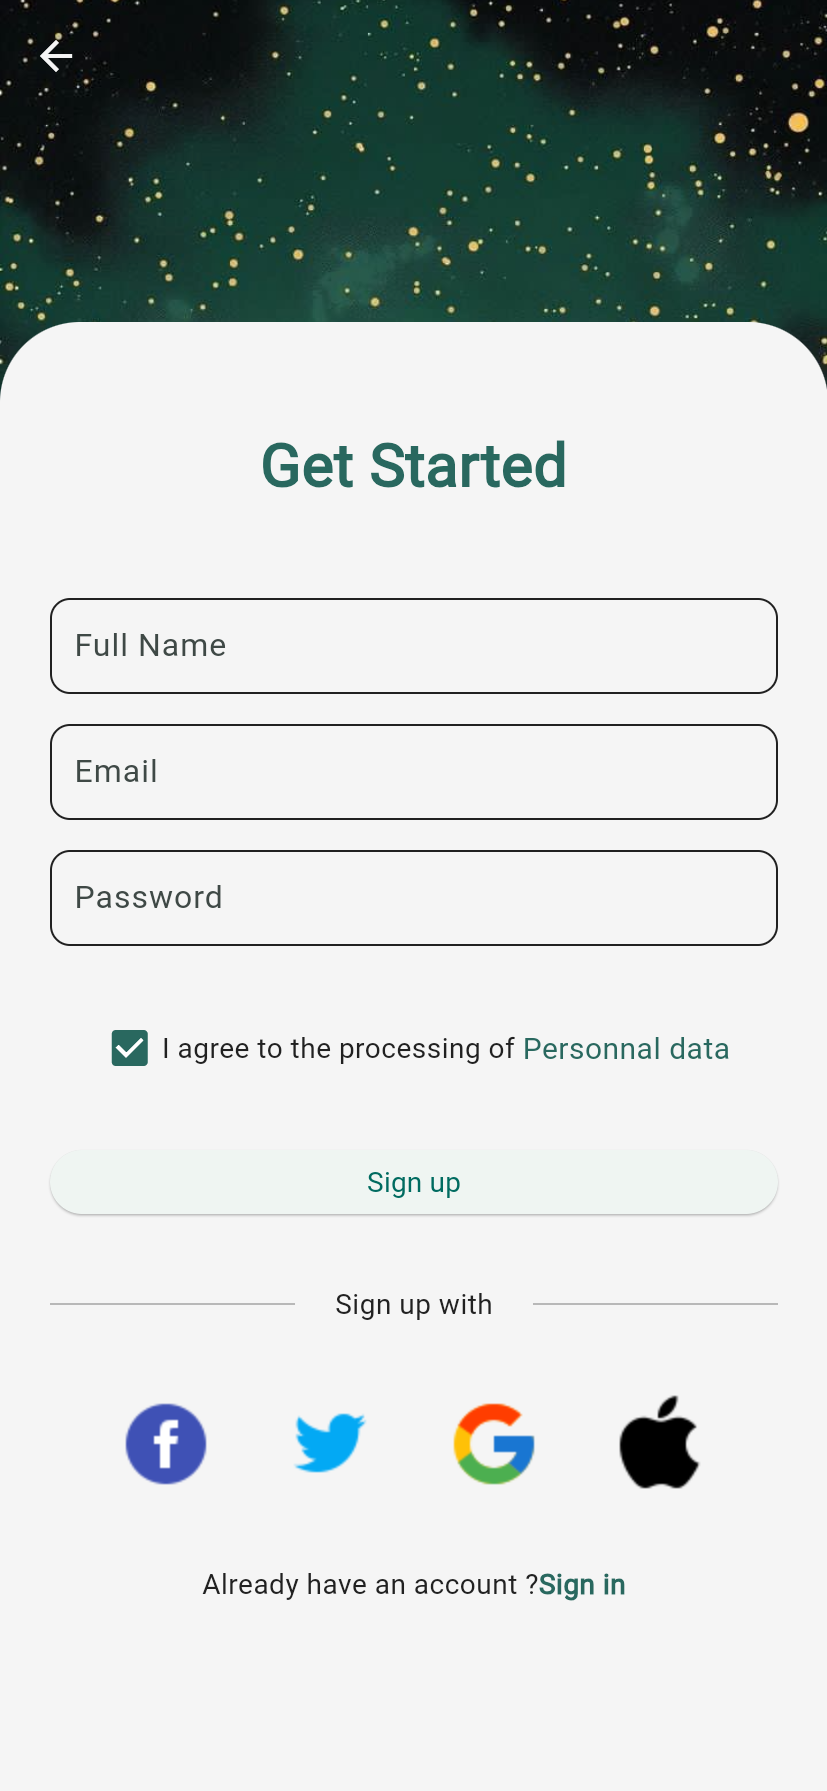 Get Started
Full Name
Email
Password
I agree to the processing of Personnal data
Sign up
Sign up with
Already have an account ?Sign in